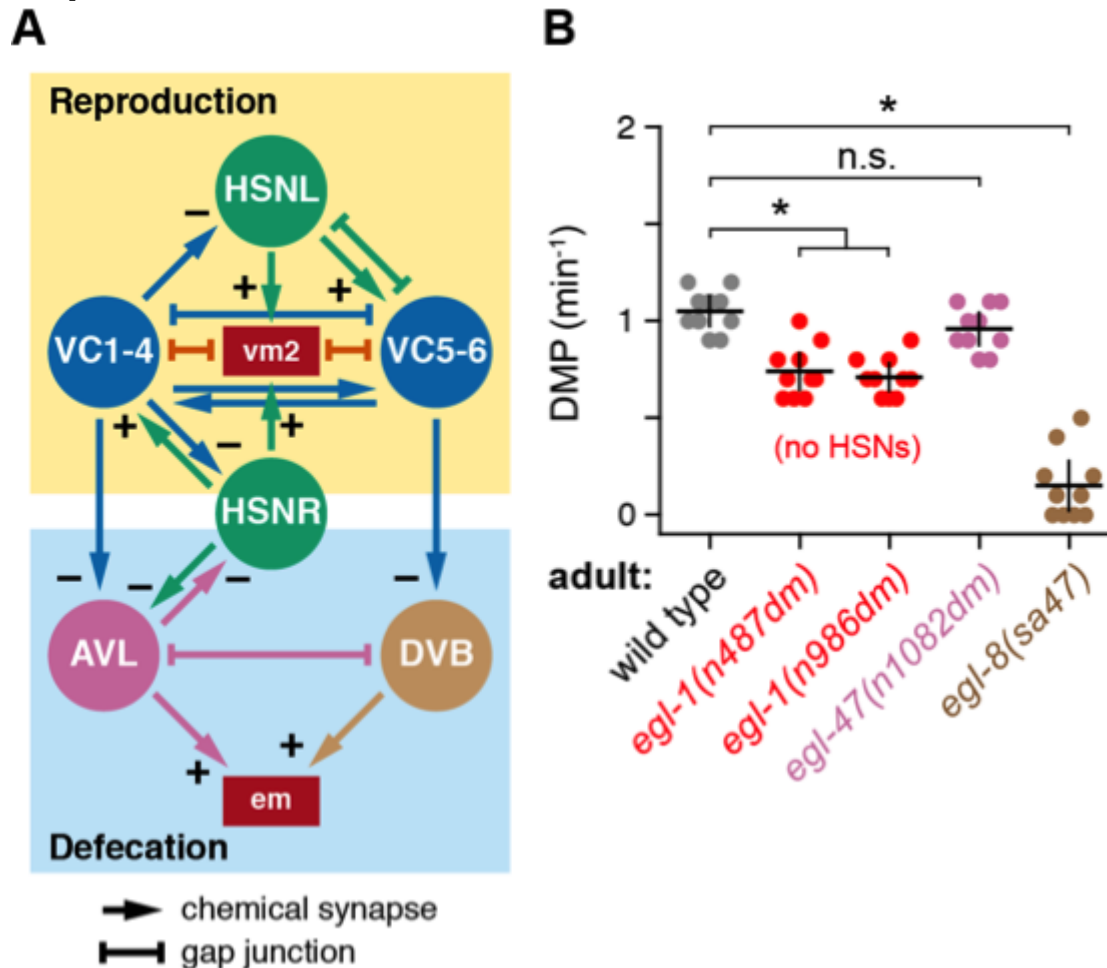 A
Reproduction
HSNL
−
+
+
VC1-4
vm2
VC5-6
+
−
+
HSNR
−
−
−
−
AVL
DVB
+
+
em
Defecation
chemical synapse
gap junction
B
*
2
n.s.
*
DMP (min⁻¹)
1
(no HSNs)
0
adult:
wild type
egl-1(n487dm)
egl-1(n986dm)
egl-47(n1082dm)
egl-8(sa47)